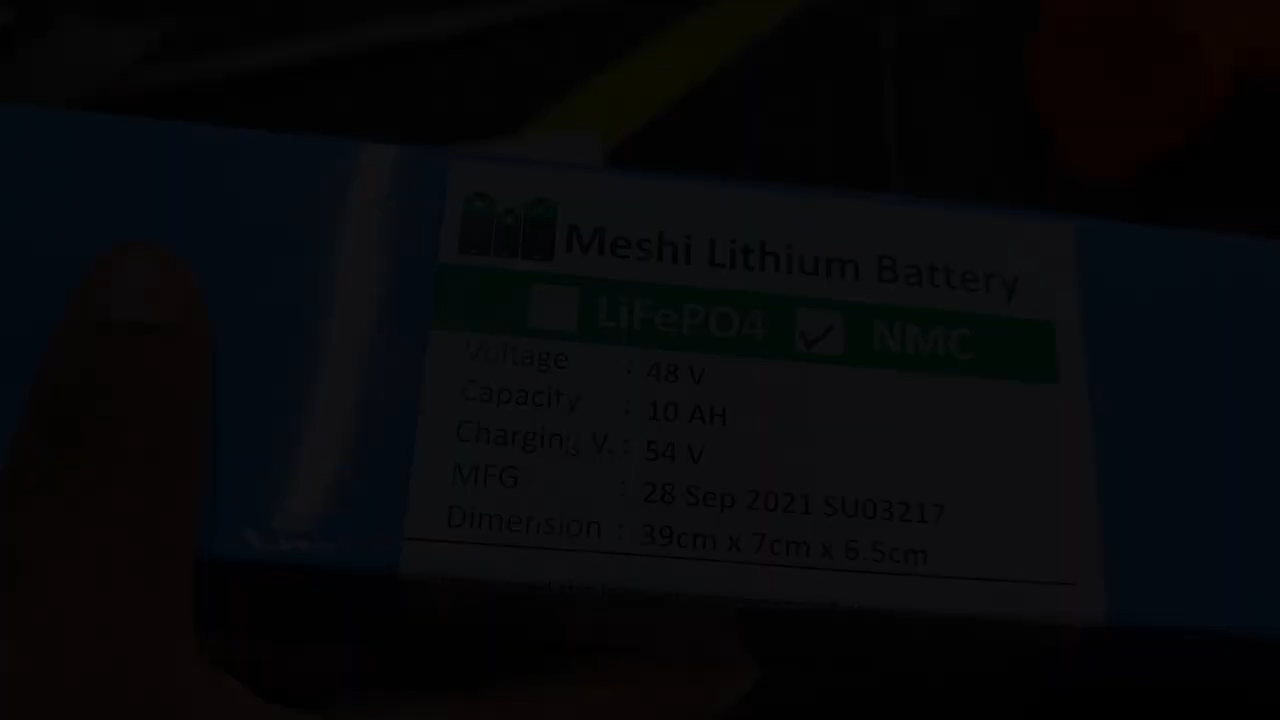 Meshi Lithium Battery
LiFePO4 NMC
Voltage : 48 V
Capacity : 10 AH
Charging V. : 54 V
MFG : 28 Sep 2021 SU03217
Dimension : 39cm x 7cm x 6.5cm